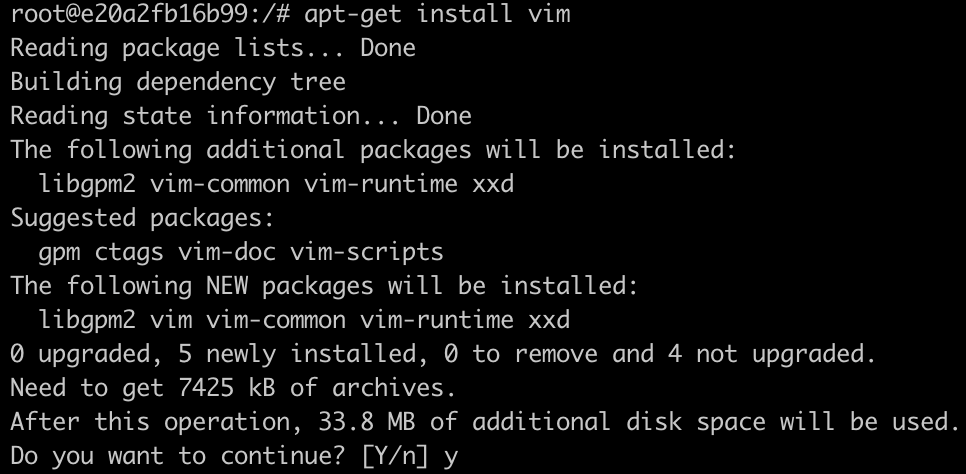 root@e20a2fb16b99:/# apt-get install vim
Reading package lists... Done
Building dependency tree
Reading state information... Done
The following additional packages will be installed:
  libgpm2 vim-common vim-runtime xxd
Suggested packages:
  gpm ctags vim-doc vim-scripts
The following NEW packages will be installed:
  libgpm2 vim vim-common vim-runtime xxd
0 upgraded, 5 newly installed, 0 to remove and 4 not upgraded.
Need to get 7425 kB of archives.
After this operation, 33.8 MB of additional disk space will be used.
Do you want to continue? [Y/n] y